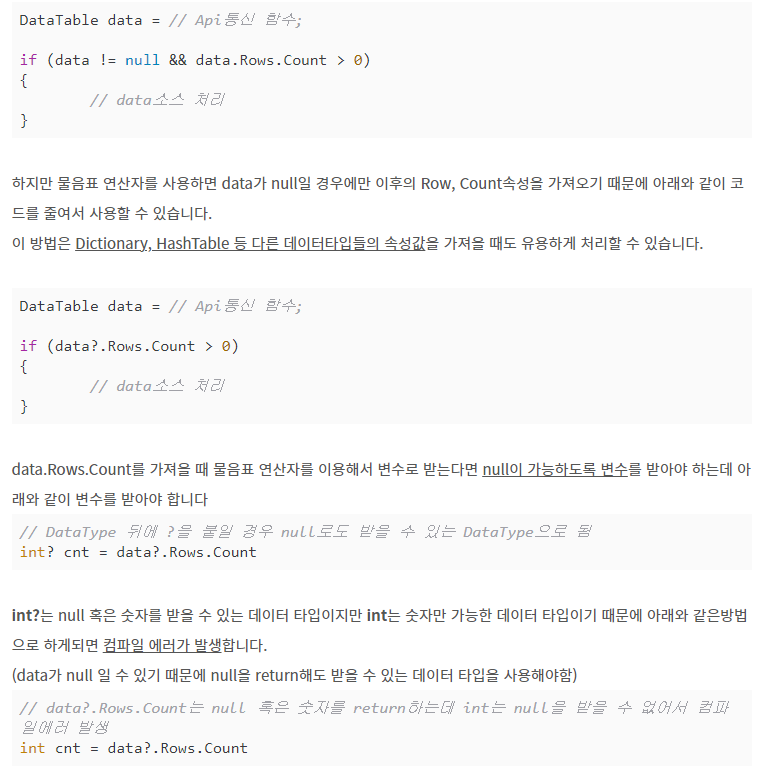 DataTable data = // Api통신 함수;
if (data != null && data.Rows.Count > 0)
{
// data소스 처리
}
하지만 물음표 연산자를 사용하면 data가 null일 경우에만 이후의 Row, Count속성을 가져오기 때문에 아래와 같이 코
드를 줄여서 사용할 수 있습니다.
이 방법은 Dictionary, HashTable 등 다른 데이터타입들의 속성값을 가져올 때도 유용하게 처리할 수 있습니다.
DataTable data = // Api통신 함수;
if (data?.Rows.Count > 0)
{
// data소스 처리
}
data.Rows.Count를 가져올 때 물음표 연산자를 이용해서 변수로 받는다면 null이 가능하도록 변수를 받아야 하는데 아
래와 같이 변수를 받아야 합니다
// DataType 뒤에 ?을 붙일 경우 null로도 받을 수 있는 DataType으로 됨
int? cnt = data?.Rows.Count
int?는 null 혹은 숫자를 받을 수 있는 데이터 타입이지만 int는 숫자만 가능한 데이터 타입이기 때문에 아래와 같은방법
으로 하게되면 컴파일 에러가 발생합니다.
(data가 null 일 수 있기 때문에 null을 return해도 받을 수 있는 데이터 타입을 사용해야함)
// data?.Rows.Count는 null 혹은 숫자를 return하는데 int는 null을 받을 수 없어서 컴파
일에러 발생
int cnt = data?.Rows.Count